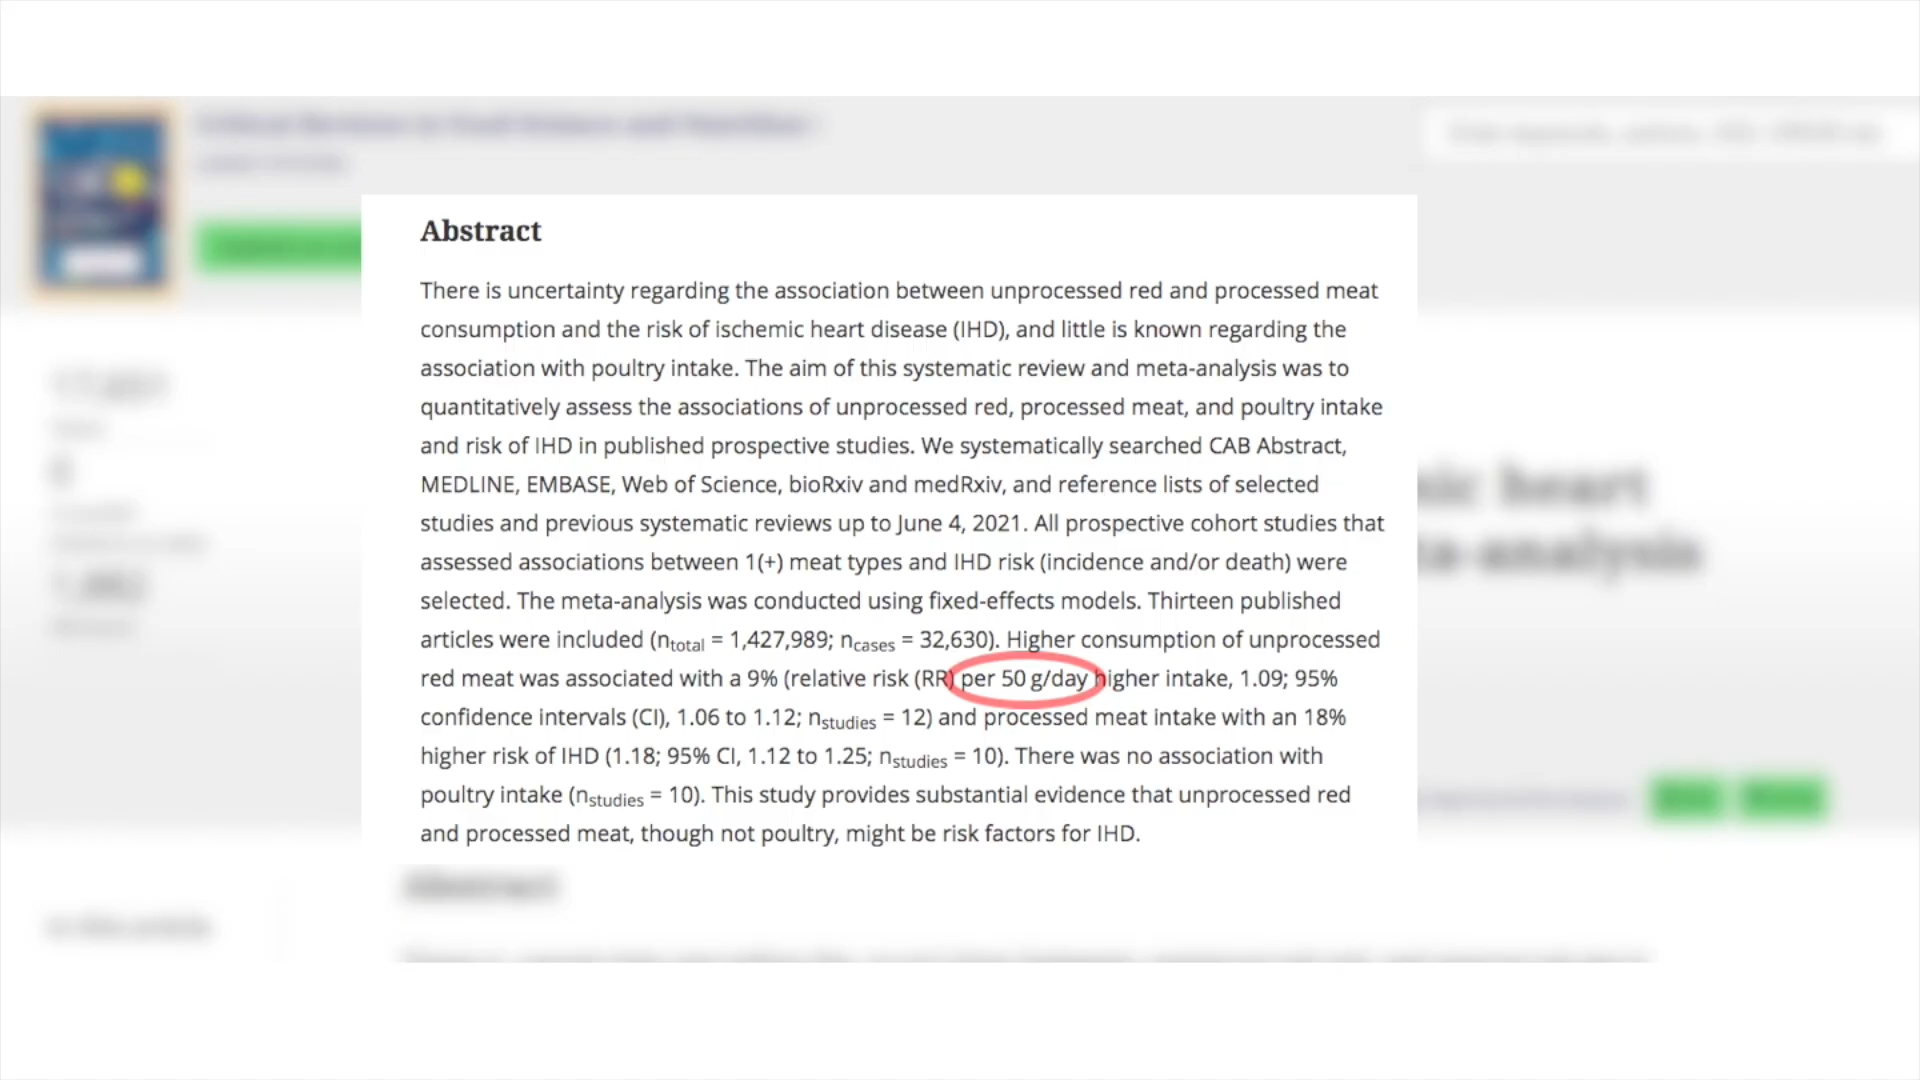 Abstract
There is uncertainty regarding the association between unprocessed red and processed meat
consumption and the risk of ischemic heart disease (IHD), and little is known regarding the
association with poultry intake. The aim of this systematic review and meta-analysis was to
quantitatively assess the associations of unprocessed red, processed meat, and poultry intake
and risk of IHD in published prospective studies. We systematically searched CAB Abstract,
MEDLINE, EMBASE, Web of Science, bioRxiv and medRxiv, and reference lists of selected
studies and previous systematic reviews up to June 4, 2021. All prospective cohort studies that
assessed associations between 1(+) meat types and IHD risk (incidence and/or death) were
selected. The meta-analysis was conducted using fixed-effects models. Thirteen published
articles were included (ntotal = 1,427,989; ncases = 32,630). Higher consumption of unprocessed
red meat was associated with a 9% (relative risk (RR) per 50 g/day higher intake, 1.09; 95%
confidence intervals (CI), 1.06 to 1.12; nstudies = 12) and processed meat intake with an 18%
higher risk of IHD (1.18; 95% CI, 1.12 to 1.25; nstudies = 10). There was no association with
poultry intake (nstudies = 10). This study provides substantial evidence that unprocessed red
and processed meat, though not poultry, might be risk factors for IHD.
heart
-analysis
Abstract